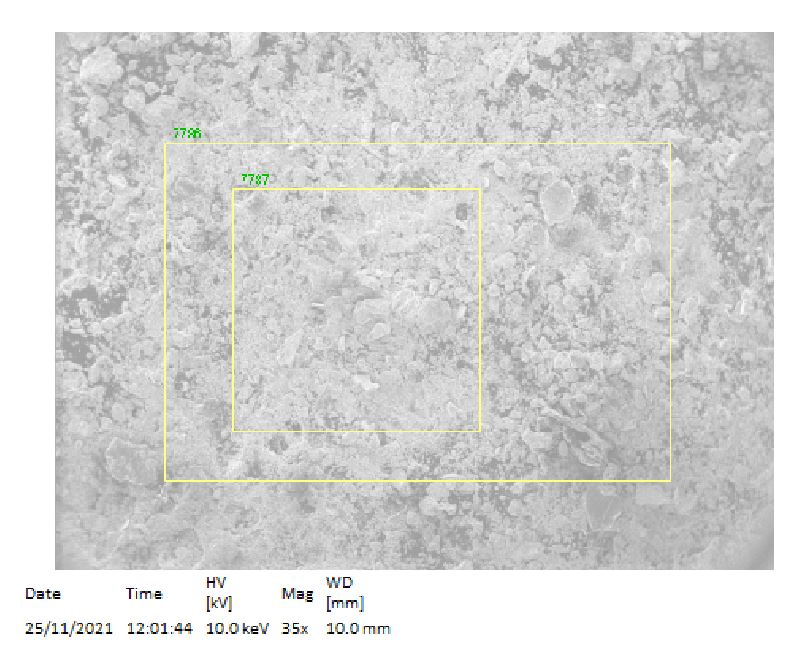 7786
7787
Date Time HV [kV] Mag WD [mm]
25/11/2021 12:01:44 10.0 keV 35x 10.0 mm